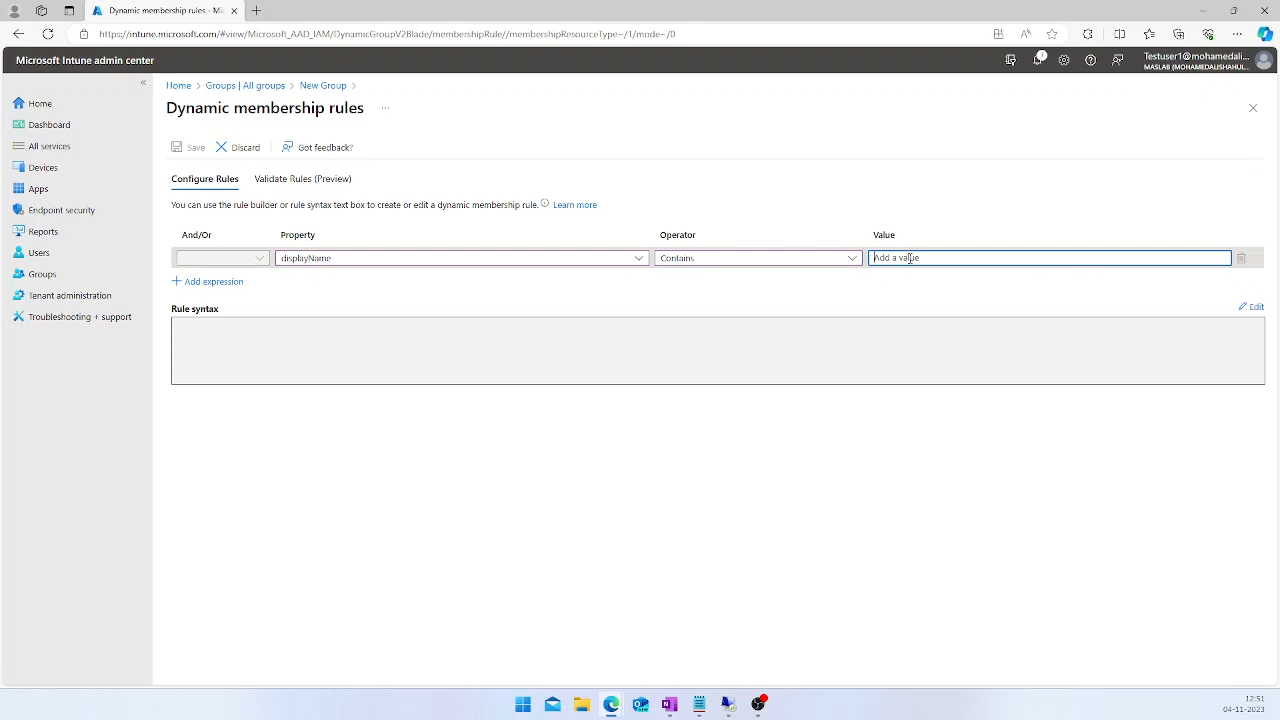 Dynamic membership rules - Mic
https://intune.microsoft.com/#view/Microsoft_AAD_IAM/DynamicGroupV2Blade/membershipRule//membershipSourceType~/1/mode~/0
Microsoft Intune admin center
Testuser1@mohamedali...
MASLAB (MOHAMEDALISHAHUL...
Home > Groups | All groups > New Group >
Dynamic membership rules ...
Save Discard Got feedback?
Configure Rules Validate Rules (Preview)
You can use the rule builder or rule syntax text box to create or edit a dynamic membership rule. Learn more
And/Or Property Operator Value
displayName Contains Add a value
+ Add expression
Rule syntax Edit
Home
Dashboard
All services
Devices
Apps
Endpoint security
Reports
Users
Groups
Tenant administration
Troubleshooting + support
12:51
04-11-2023